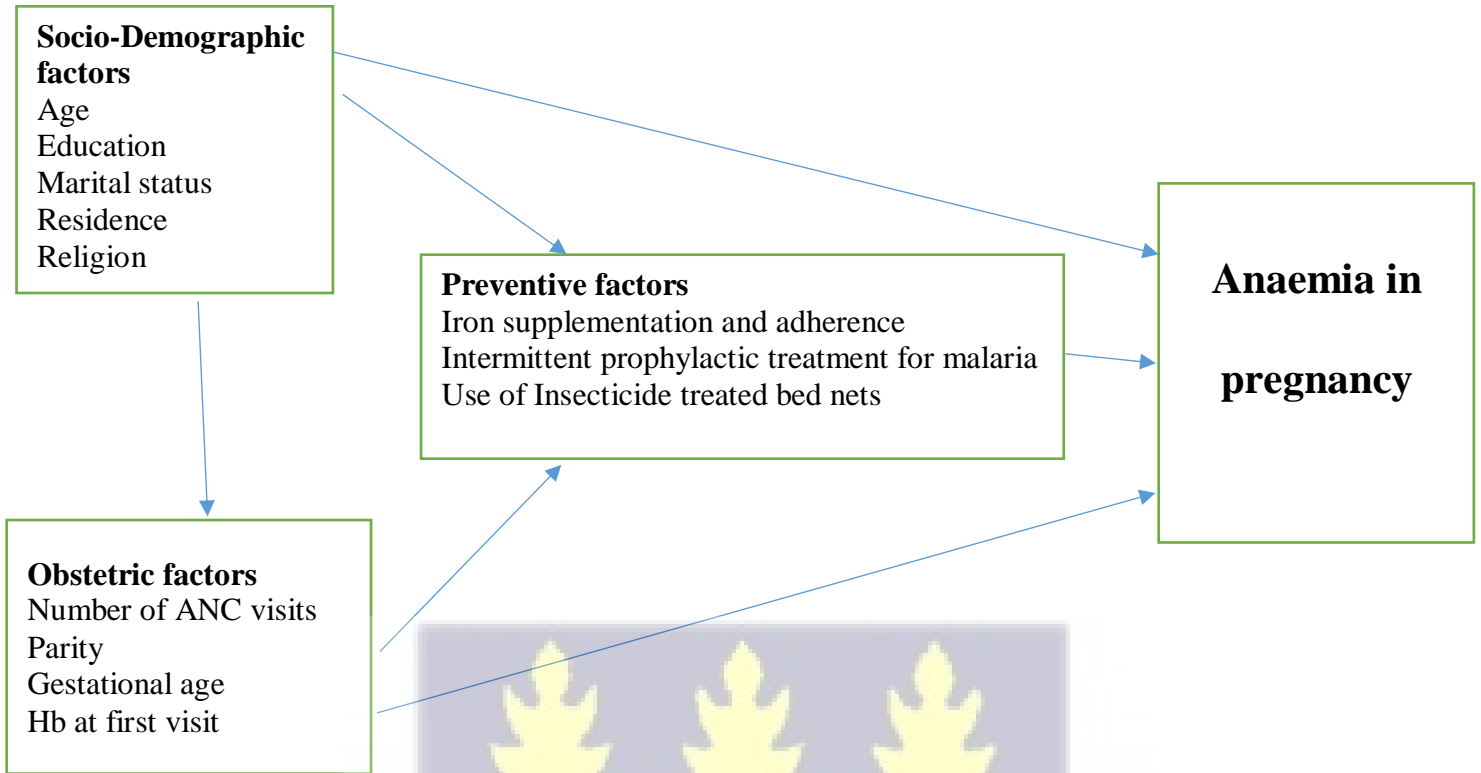 Socio-Demographic
factors
Age
Education
Marital status
Residence
Religion
Preventive factors
Iron supplementation and adherence
Intermittent prophylactic treatment for malaria
Use of Insecticide treated bed nets
Anaemia in
pregnancy
Obstetric factors
Number of ANC visits
Parity
Gestational age
Hb at first visit